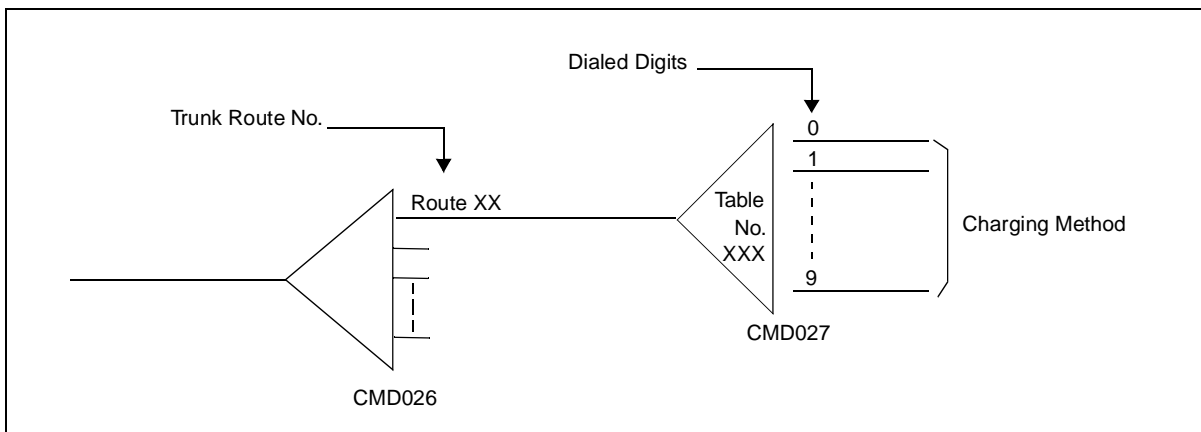 Dialed Digits
Trunk Route No.
0
1
Route XX
Table
No.
XXX
Charging Method
9
CMD027
CMD026